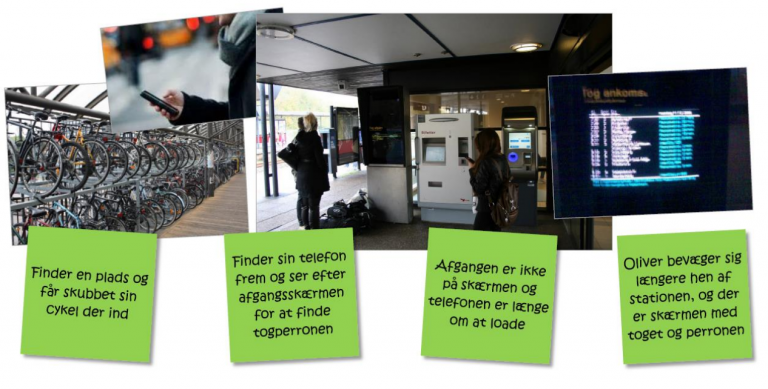 Tog ankomst
Finder en plads og
får skubbet sin
cykel der ind
Finder sin telefon
frem og ser efter
afgangsskærmen
for at finde
togperronen
Afgangen er ikke
på skærmen og
telefonen er længe
om at loade
Oliver bevæger sig
længere hen af
stationen, og der
er skærmen med
toget og perronen